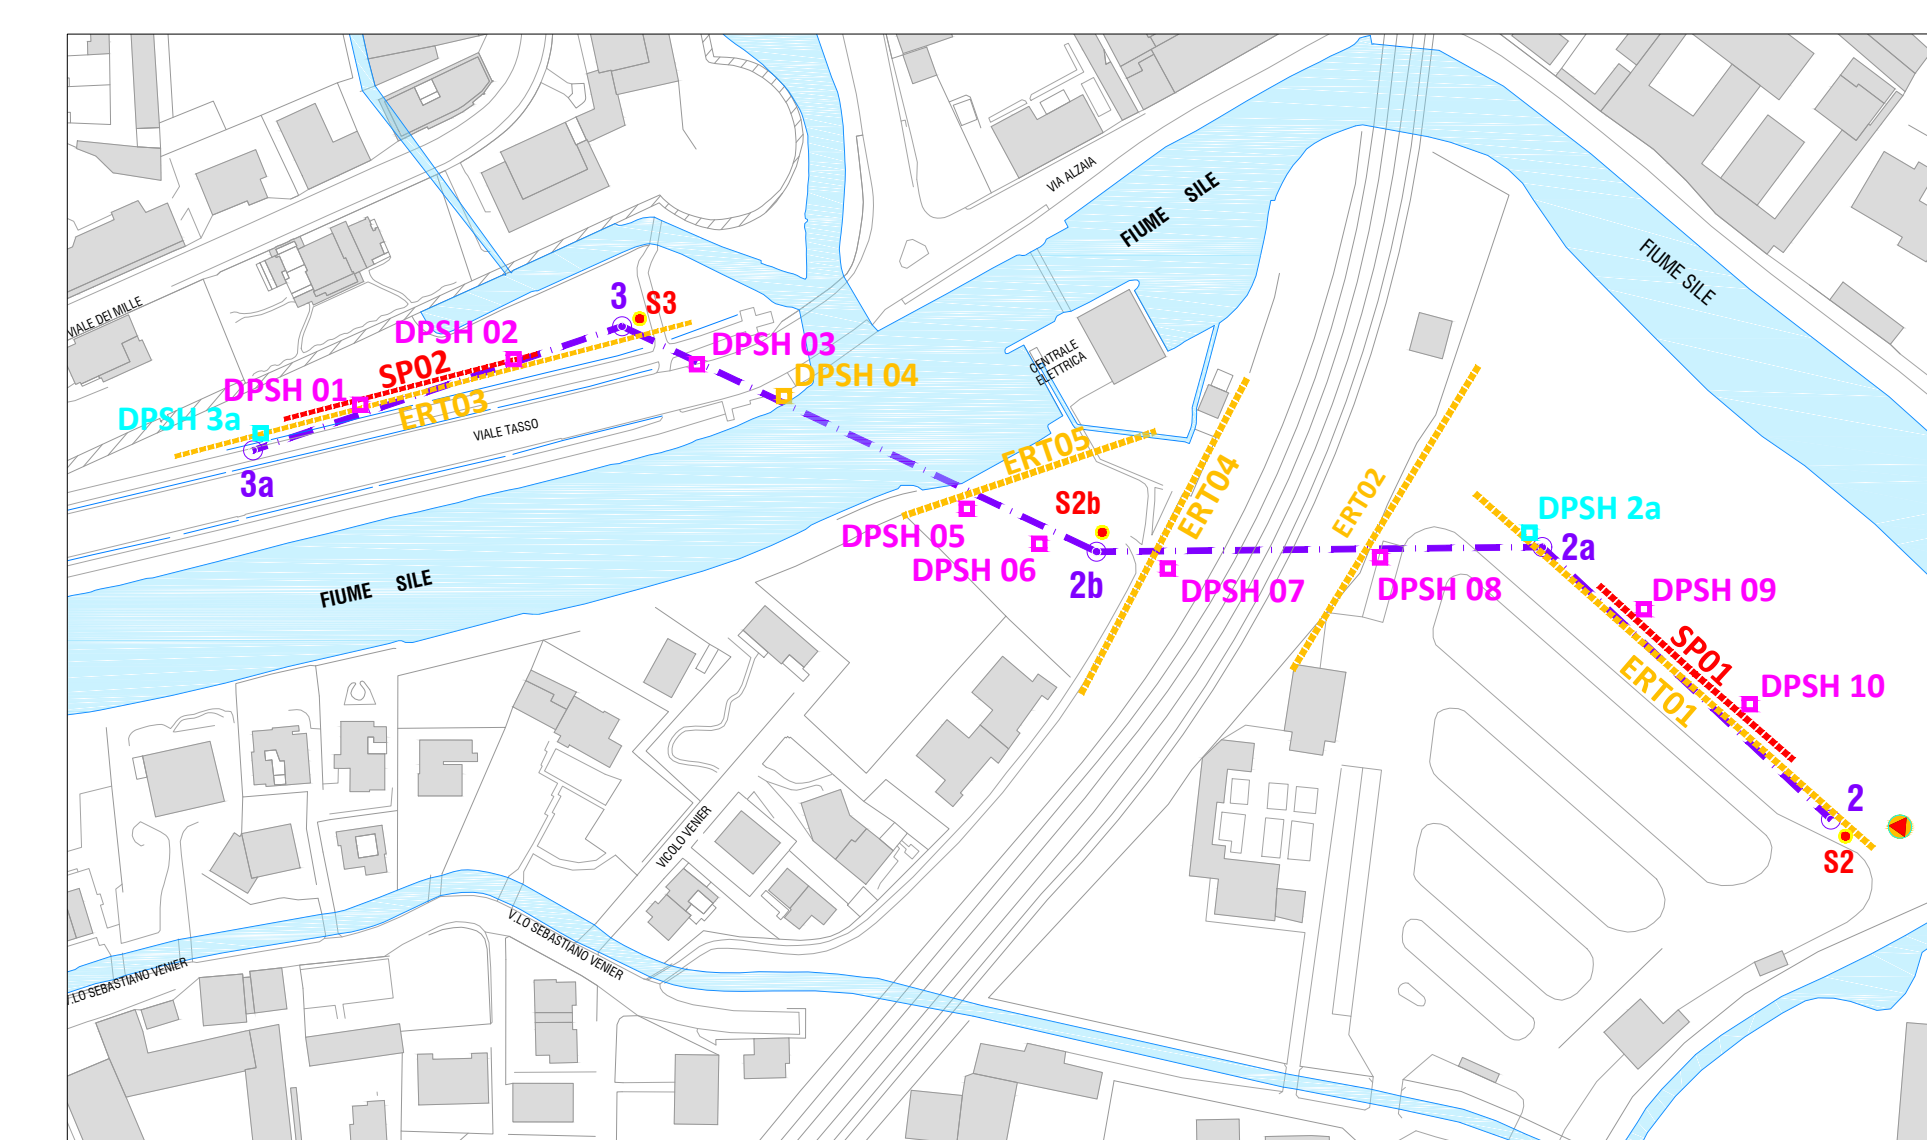 VIA ALZAIA
FIUME SILE
FIUME SILE
VIALE DEI MILLE
3
S3
DPSH 02
DPSH 03
SP02
DPSH 01
DPSH 04
CENTRALE
ELETTRICA
DPSH 3a
ERT03
VIALE TASSO
3a
ERT05
ERT04
ERT02
S2b
DPSH 2a
DPSH 05
2a
DPSH 06
2b
DPSH 07
DPSH 08
DPSH 09
FIUME SILE
SP01
ERT01
DPSH 10
2
S2
VICOLO VENIER
V.LO SEBASTIANO VENIER
V.LO SEBASTIANO VENIER